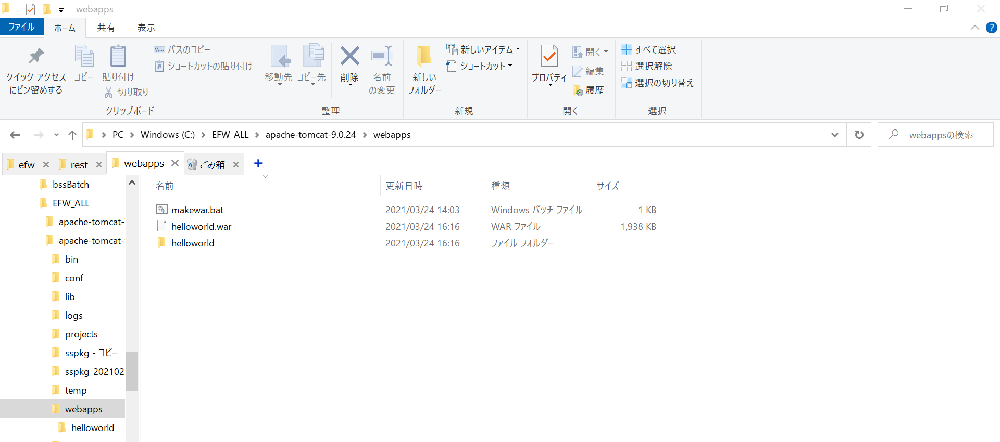 webapps
ファイル ホーム 共有 表示
クイック アクセス
にピン留めする
コピー
貼り付け
切り取り
パスのコピー
ショートカットの貼り付け
クリップボード
移動先
コピー先
削除
名前
の変更
整理
新しい
フォルダー
新しいアイテム
ショートカット
新規
プロパティ
開く
編集
履歴
開く
すべて選択
選択解除
選択の切り替え
選択
PC Windows (C:) EFW_ALL apache-tomcat-9.0.24 webapps
webappsの検索
efw rest webapps ごみ箱
bssBatch
EFW_ALL
apache-tomcat-
apache-tomcat-
bin
conf
lib
logs
projects
sspkg - コピー
sspkg_202102
temp
webapps
helloworld
名前 更新日時 種類 サイズ
makewar.bat 2021/03/24 14:03 Windows バッチ ファイル 1 KB
helloworld.war 2021/03/24 16:16 WAR ファイル 1,938 KB
helloworld 2021/03/24 16:16 ファイル フォルダー